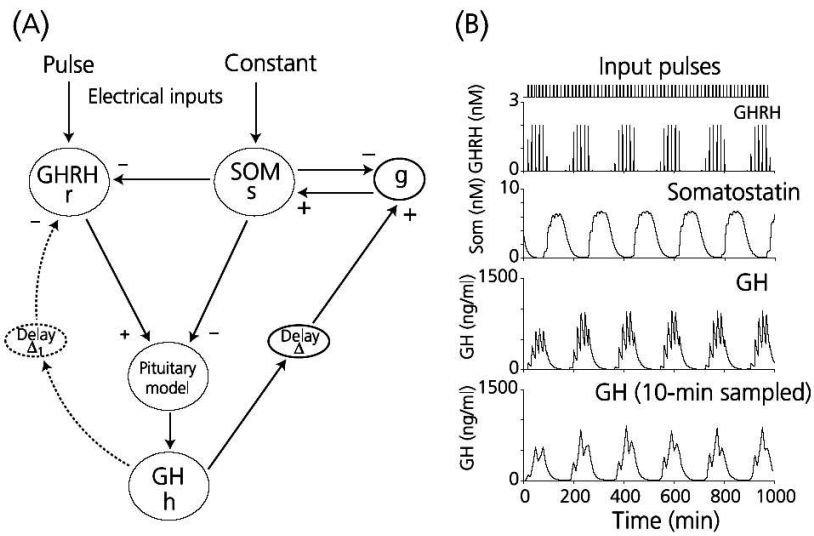 (A)
Pulse
Constant
Electrical inputs
GHRH
r
−
SOM
s
−
+
g
+
−
Delay
Δ1
+
−
Delay
Δ
Pituitary
model
GH
h
(B)
Input pulses
GHRH (nM)
3
0
GHRH
Som (nM)
10
0
Somatostatin
GH (ng/ml)
1500
0
GH
GH (ng/ml)
1500
0
GH (10-min sampled)
0 200 400 600 800 1000
Time (min)